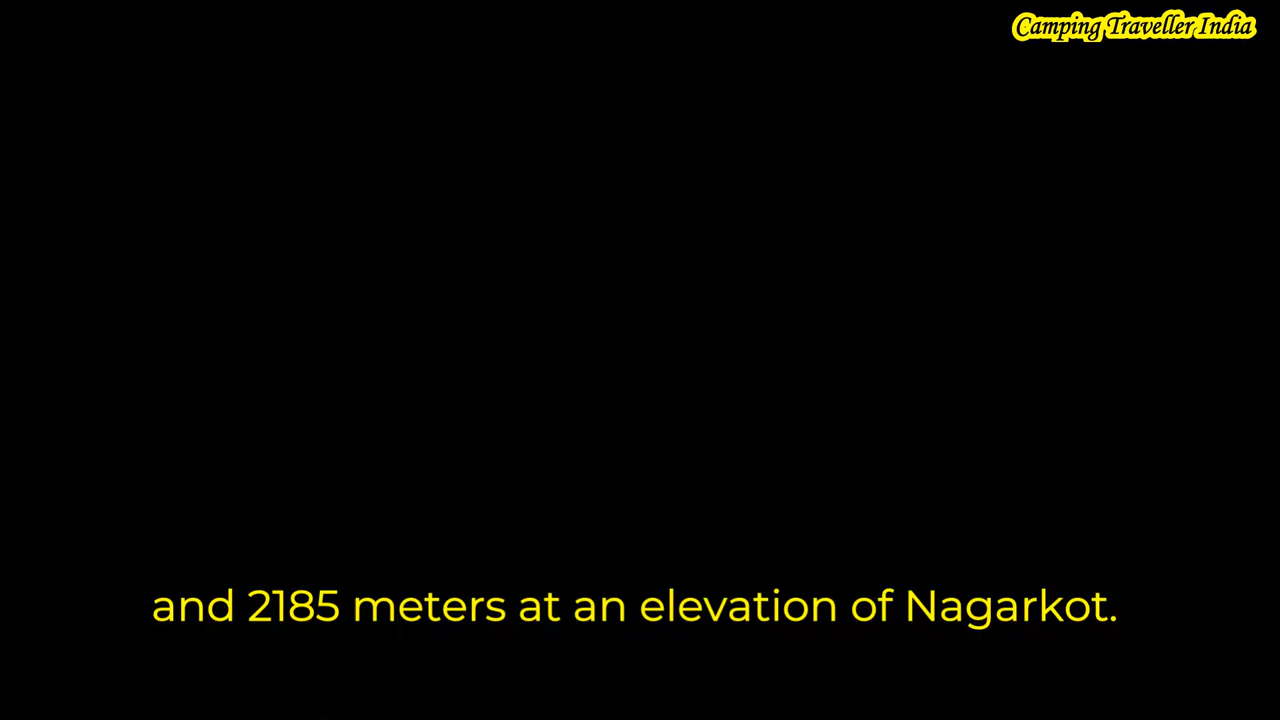 Camping Traveller India
and 2185 meters at an elevation of Nagarkot.